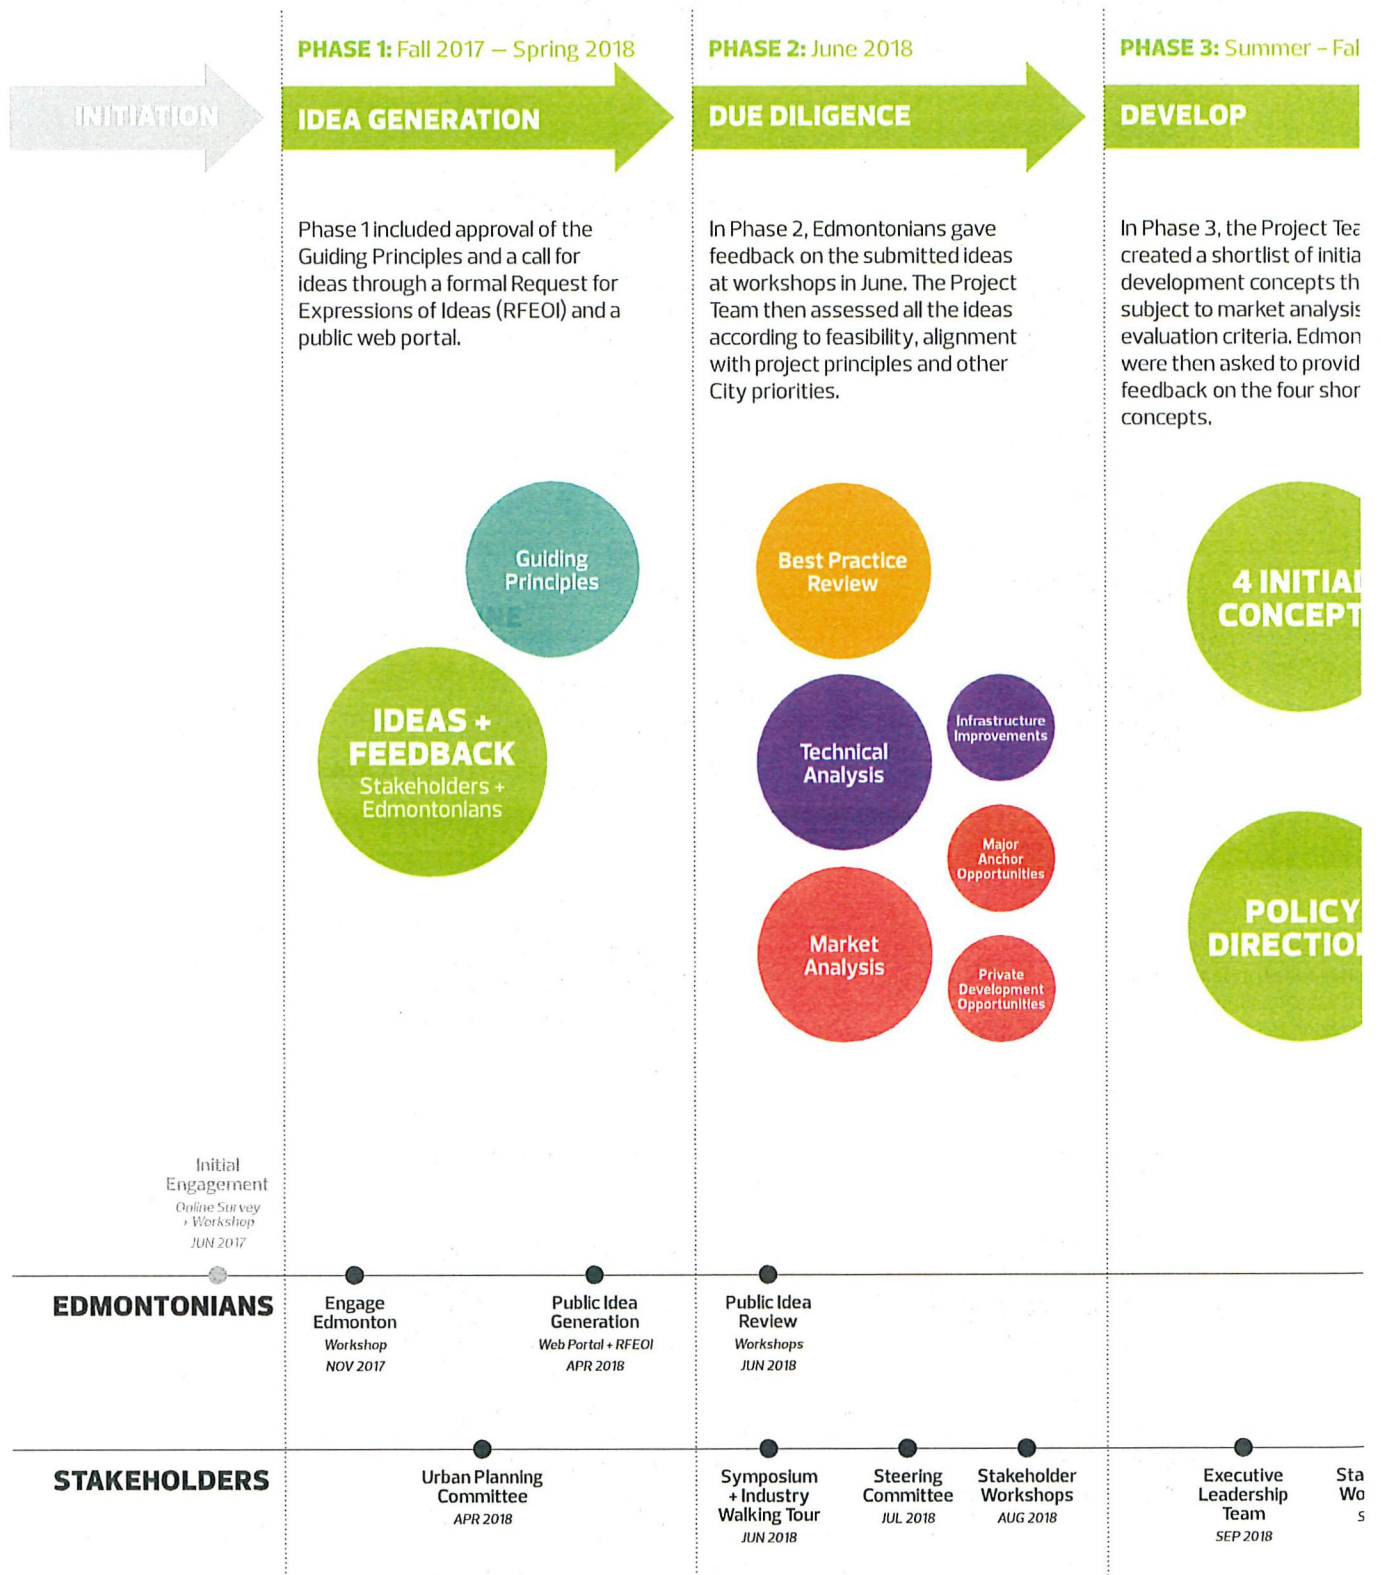 INITIATION
PHASE 1: Fall 2017 – Spring 2018
IDEA GENERATION
Phase 1 included approval of the
Guiding Principles and a call for
ideas through a formal Request for
Expressions of Ideas (RFEOI) and a
public web portal.
Guiding
Principles
IDEAS +
FEEDBACK
Stakeholders +
Edmontonians
PHASE 2: June 2018
DUE DILIGENCE
In Phase 2, Edmontonians gave
feedback on the submitted ideas
at workshops in June. The Project
Team then assessed all the ideas
according to feasibility, alignment
with project principles and other
City priorities.
Best Practice
Review
Technical
Analysis
Infrastructure
Improvements
Major
Anchor
Opportunities
Market
Analysis
Private
Development
Opportunities
PHASE 3: Summer – Fal
DEVELOP
In Phase 3, the Project Tea
created a shortlist of initia
development concepts th
subject to market analysis
evaluation criteria. Edmon
were then asked to provid
feedback on the four shor
concepts.
4 INITIAL
CONCEPT
POLICY
DIRECTIO
Initial
Engagement
Online Survey
+ Workshop
JUN 2017
EDMONTONIANS
Engage
Edmonton
Workshop
NOV 2017
Public Idea
Generation
Web Portal + RFEOI
APR 2018
Public Idea
Review
Workshops
JUN 2018
STAKEHOLDERS
Urban Planning
Committee
APR 2018
Symposium
+ Industry
Walking Tour
JUN 2018
Steering
Committee
JUL 2018
Stakeholder
Workshops
AUG 2018
Executive
Leadership
Team
SEP 2018
Sta
Wo
S